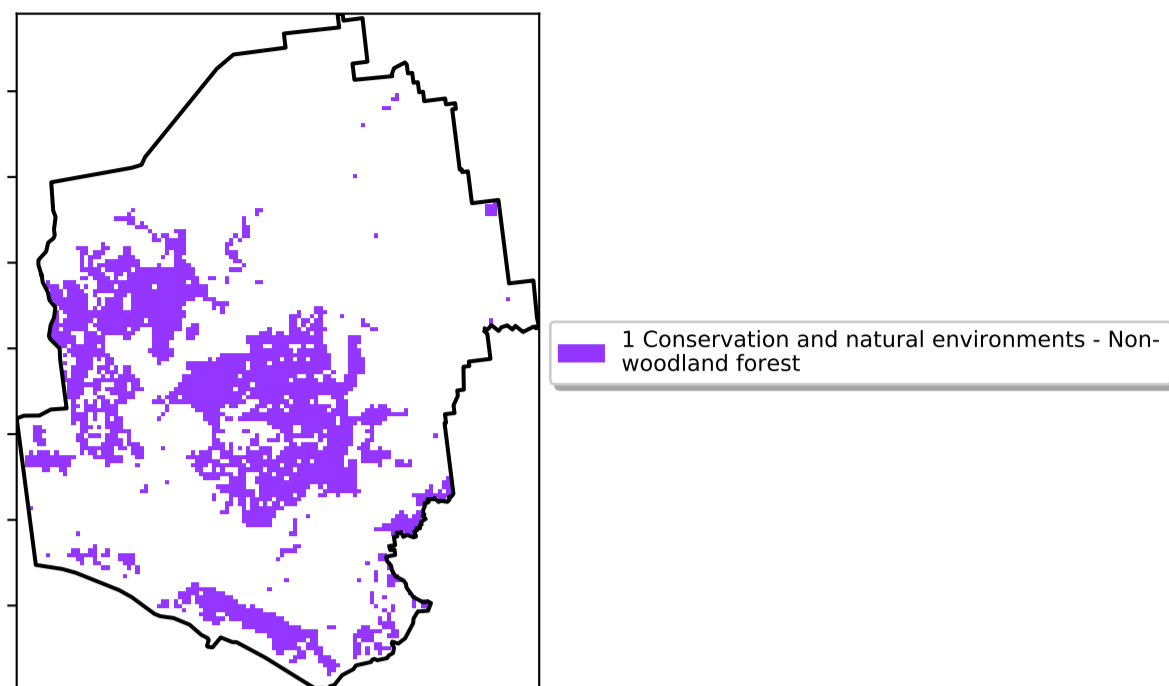 1 Conservation and natural environments - Non-
woodland forest